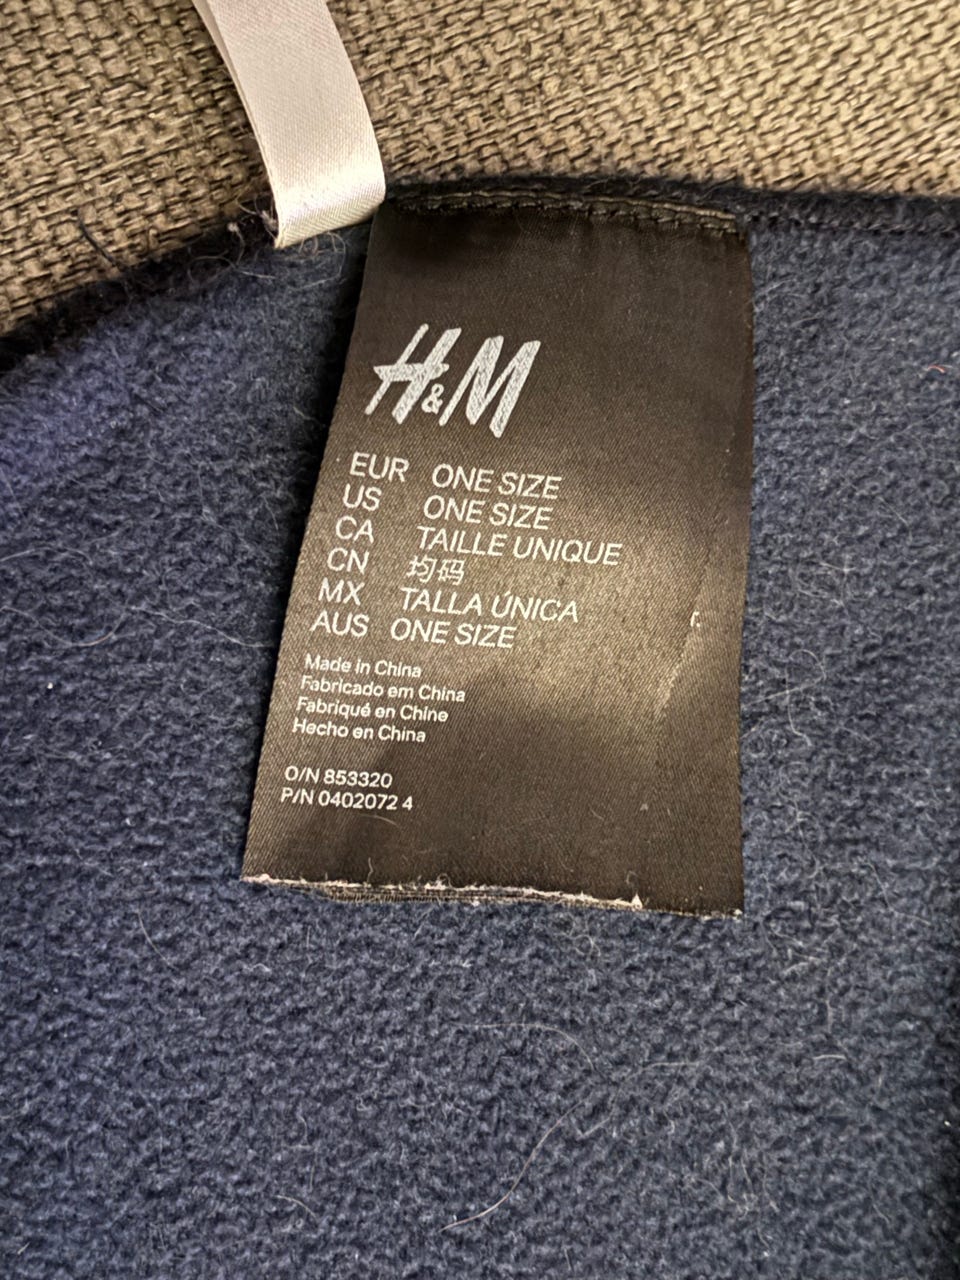 H&M
EUR ONE SIZE
US ONE SIZE
CA TAILLE UNIQUE
CN 均码
MX TALLA ÚNICA
AUS ONE SIZE
Made in China
Fabricado em China
Fabriqué en Chine
Hecho en China
O/N 853320
P/N 0402072 4